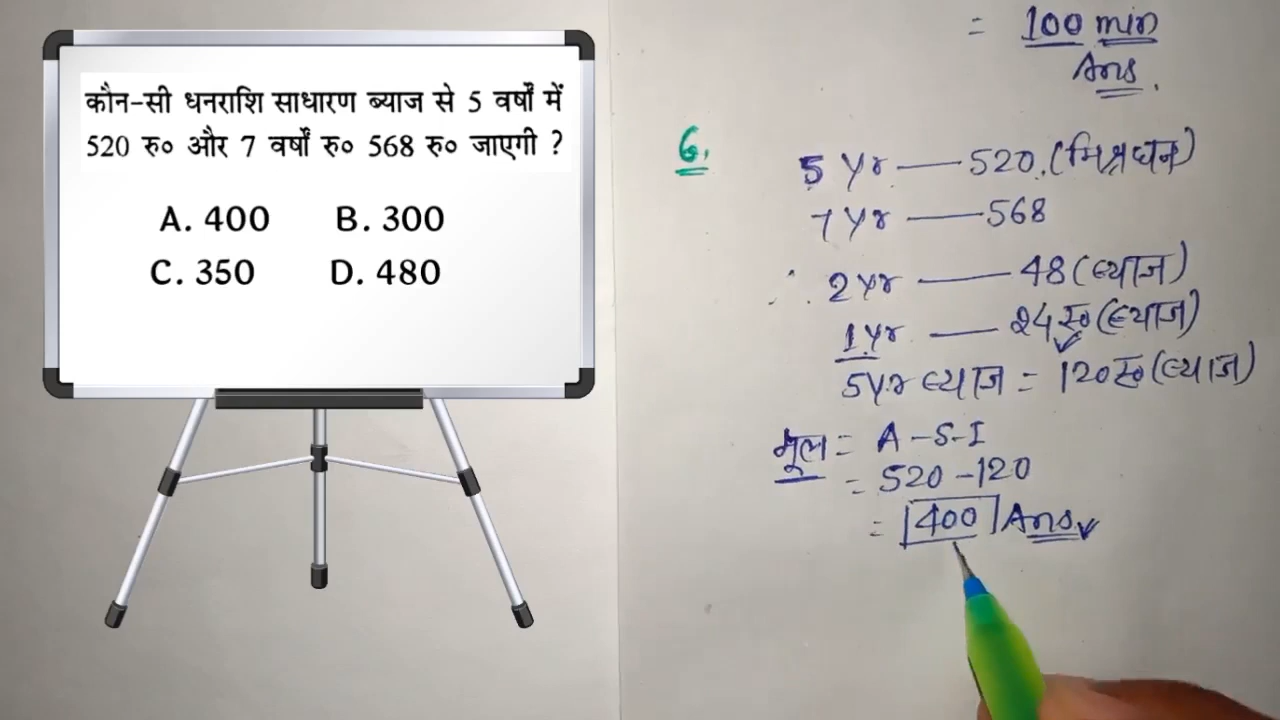 कौन-सी धनराशि साधारण ब्याज से 5 वर्षों में
520 रु० और 7 वर्षों रु० 568 रु० जाएगी ?
A. 400 B. 300
C. 350 D. 480
= 100 min
Ans.
6.
5 Yr — 520.(मिश्रधन)
7 Yr — 568
∴ 2 Yr — 48 (ब्याज)
1 Yr — 24 रु० (ब्याज)
5 Yr ब्याज = 120 रु० (ब्याज)
मूल = A - S.I
= 520 - 120
= 400 Ans.